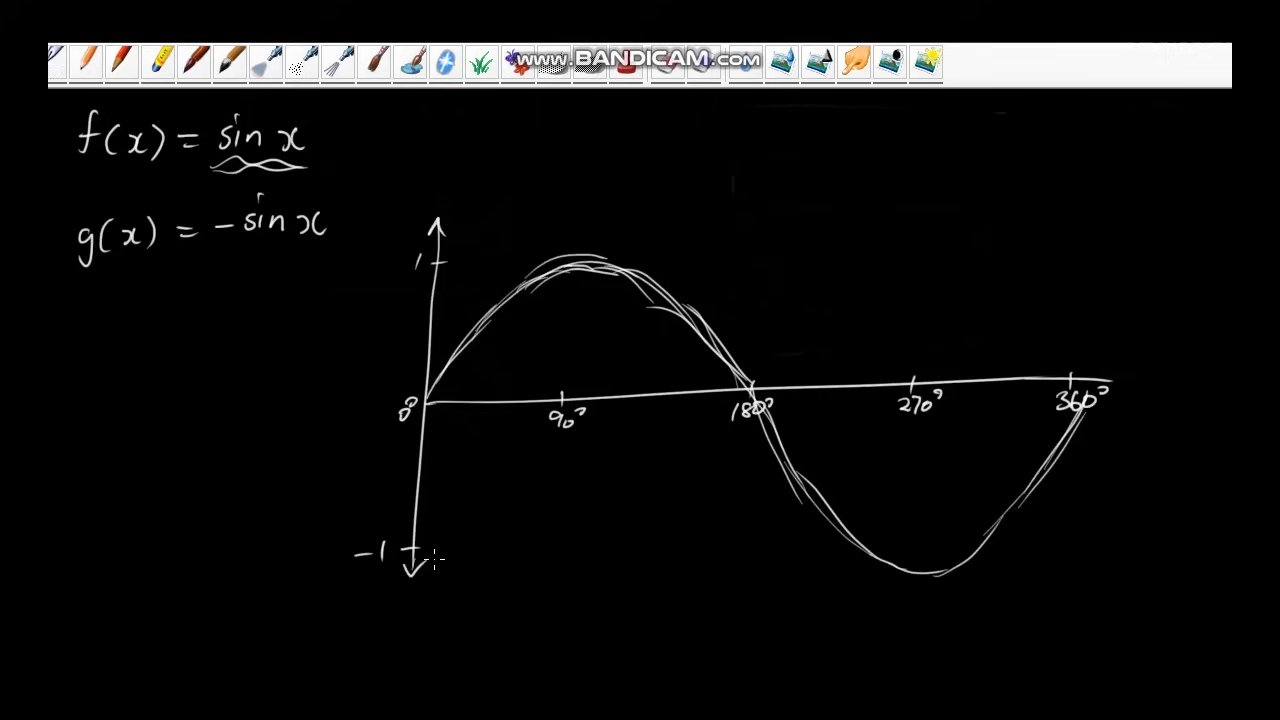 www.BANDICAM.com
f(x) = sin x
g(x) = - sin x
1
0° 90° 180° 270° 360°
-1